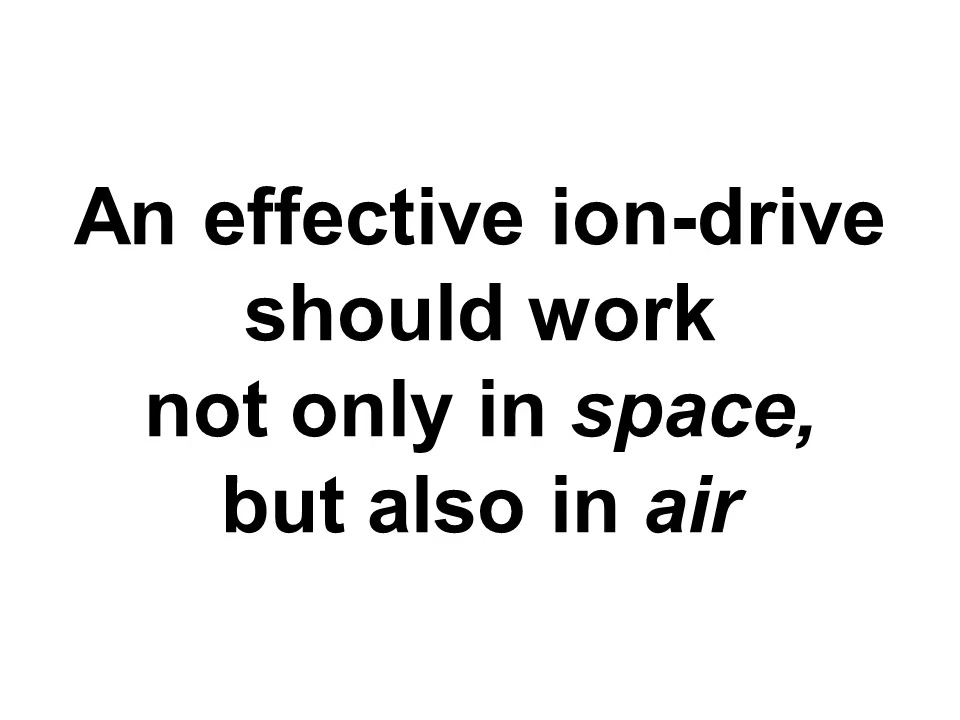 An effective ion-drive
should work
not only in space,
but also in air